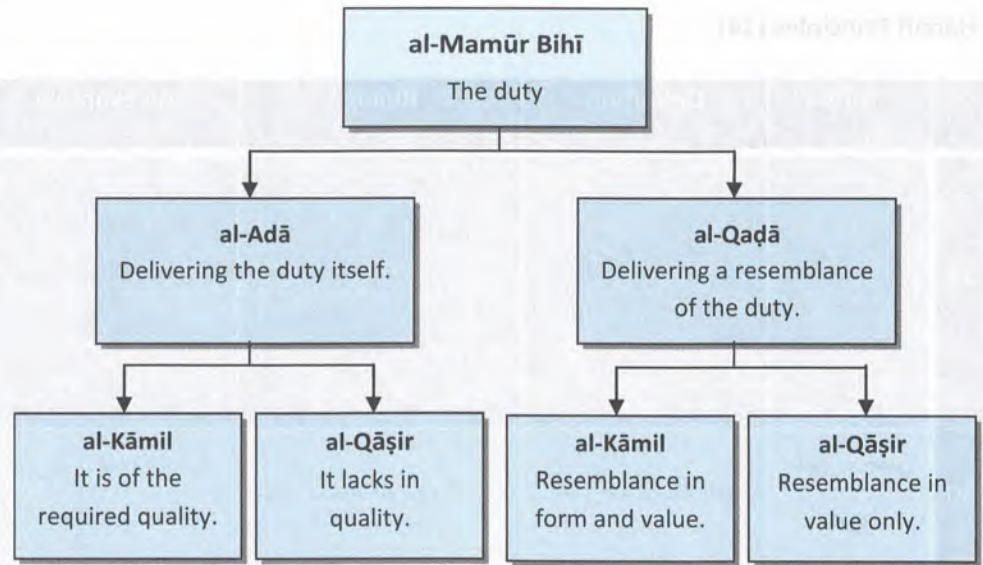 al-Mamūr Bihī
The duty
al-Adā
Delivering the duty itself.
al-Qaḍā
Delivering a resemblance
of the duty.
al-Kāmil
It is of the
required quality.
al-Qāṣir
It lacks in
quality.
al-Kāmil
Resemblance in
form and value.
al-Qāṣir
Resemblance in
value only.